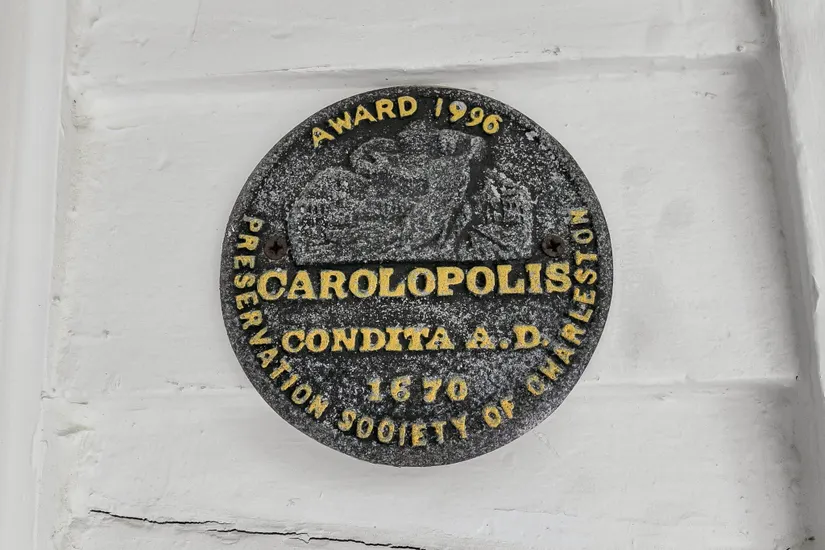 AWARD 1996
CAROLOPOLIS
CONDITA A.D.
1670
PRESERVATION SOCIETY OF CHARLESTON